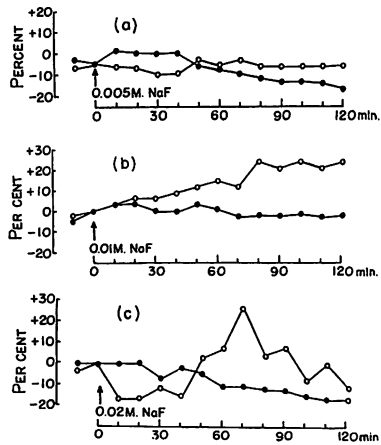 (a)
PERCENT
+20
+10
0
-10
-20
0.005M. NaF
0 30 60 90 120 min.
(b)
PER CENT
+30
+20
+10
0
-10
-20
0.01M. NaF
0 30 60 90 120 min.
(c)
PER CENT
+30
+20
+10
0
-10
-20
0.02M. NaF
0 30 60 90 120 min.